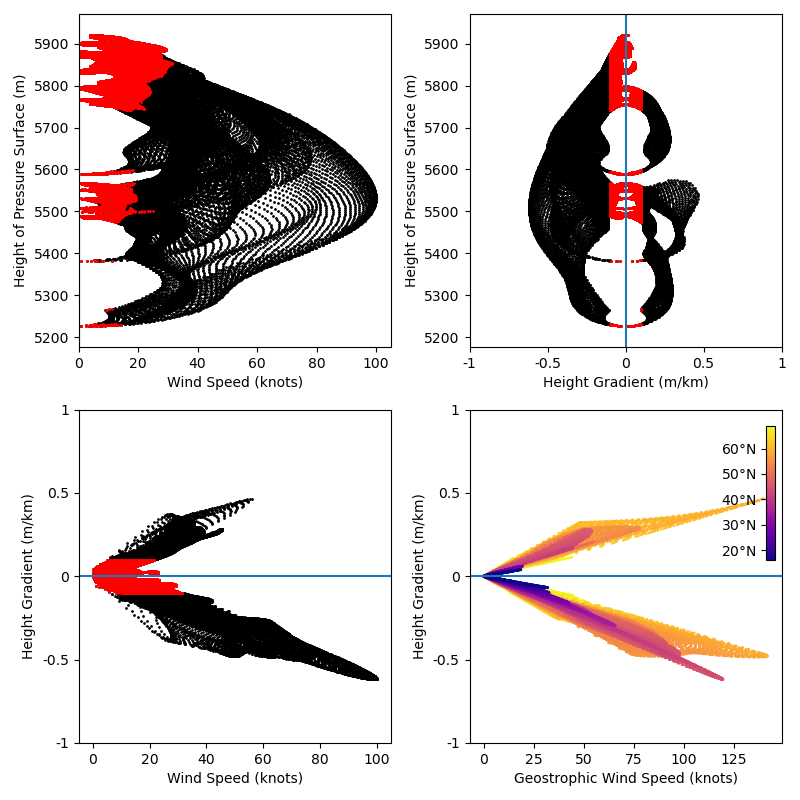 5900
5800
5700
5600
5500
5400
5300
5200
Height of Pressure Surface (m)
0 20 40 60 80 100
Wind Speed (knots)
5900
5800
5700
5600
5500
5400
5300
5200
Height of Pressure Surface (m)
-1 -0.5 0 0.5 1
Height Gradient (m/km)
1
0.5
0
-0.5
-1
Height Gradient (m/km)
0 20 40 60 80 100
Wind Speed (knots)
1
0.5
0
-0.5
-1
Height Gradient (m/km)
60°N
50°N
40°N
30°N
20°N
0 25 50 75 100 125
Geostrophic Wind Speed (knots)